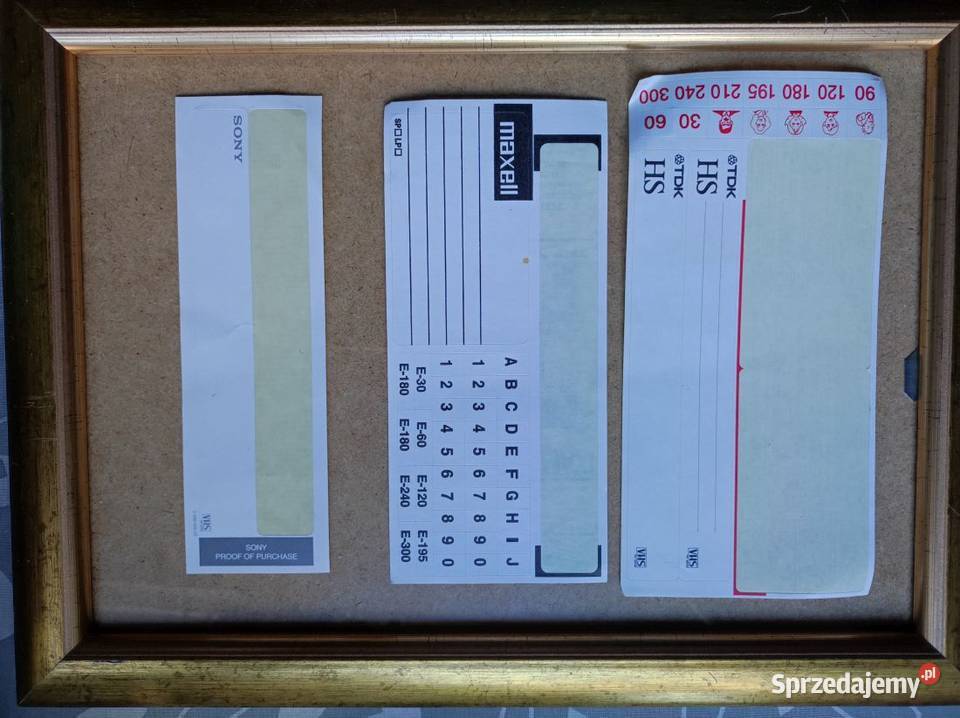 SONY
VHS
SONY
PROOF OF PURCHASE
maxell
SP LP
A B C D E F G H I J
1 2 3 4 5 6 7 8 9 0
1 2 3 4 5 6 7 8 9 0
E-30 E-60 E-120 E-195
E-180 E-180 E-240 E-300
90 120 180 195 210 240 300
30 60
TDK
HS
TDK
HS
VHS
VHS
Sprzedajemy.pl